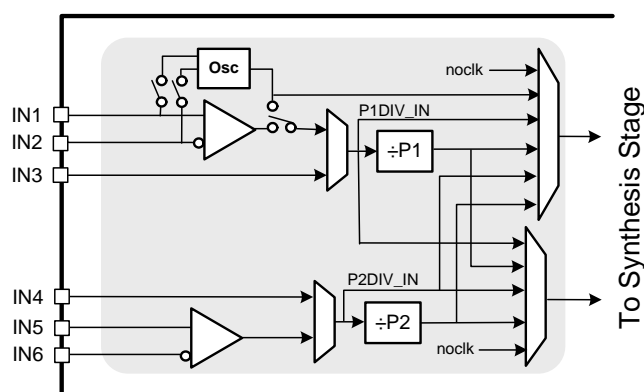 Osc
noclk
IN1
P1DIV_IN
IN2
÷P1
IN3
To Synthesis Stage
P2DIV_IN
IN4
IN5
÷P2
IN6
noclk